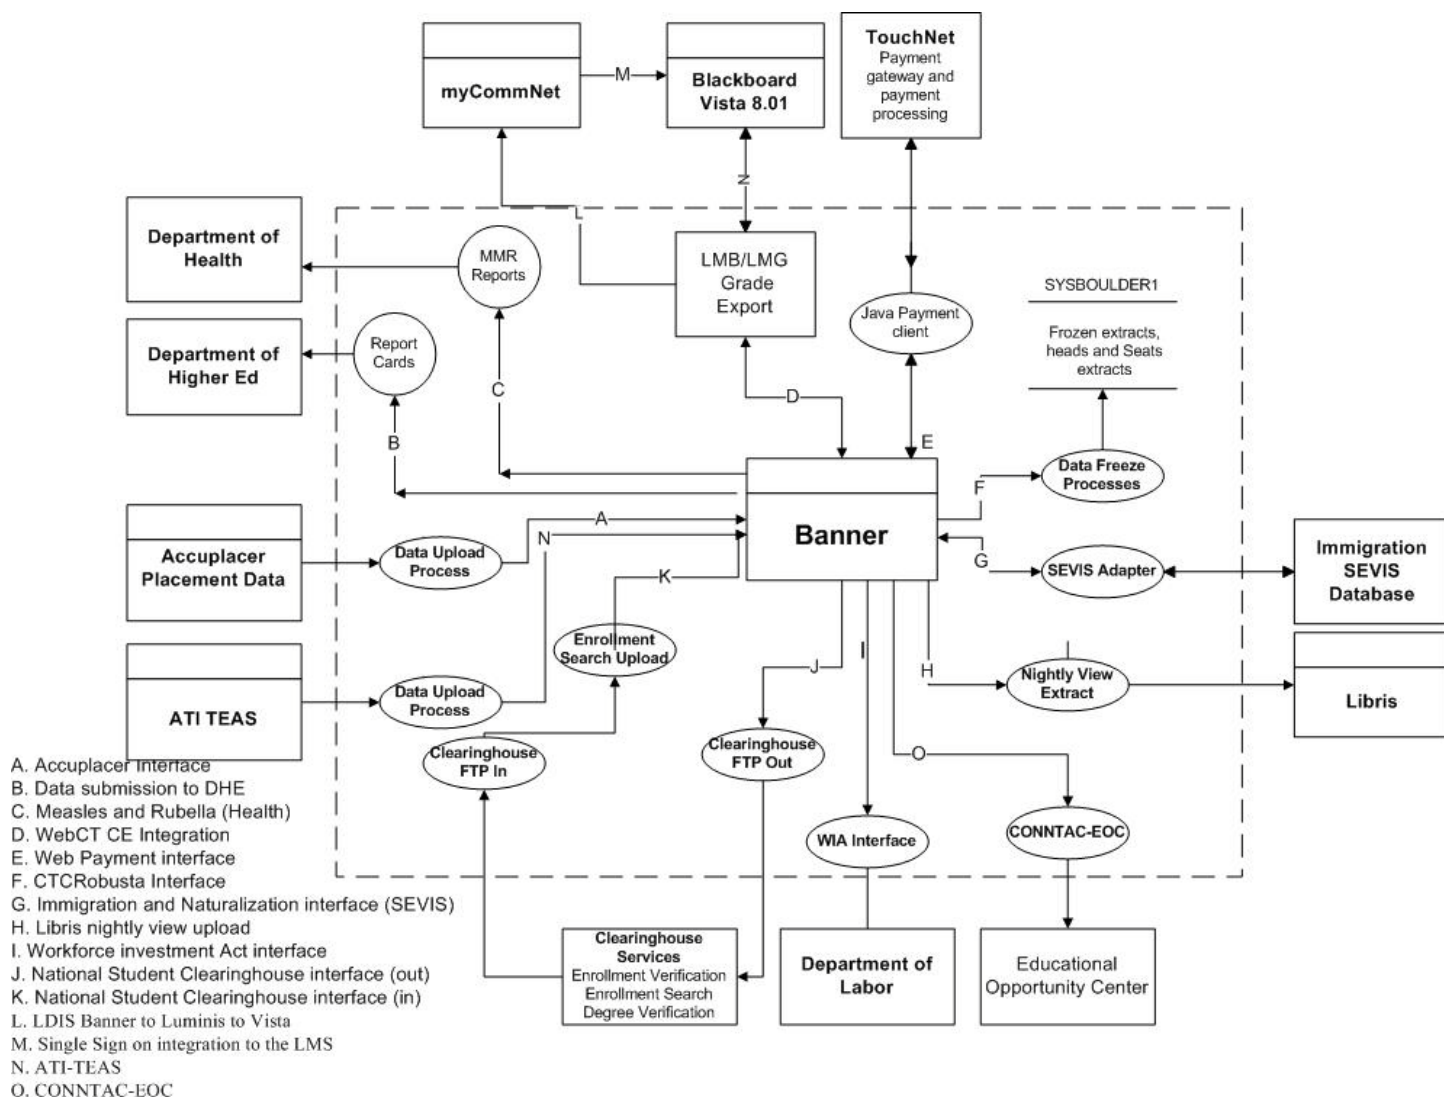 myCommNet
M
Blackboard
Vista 8.01
TouchNet
Payment
gateway and
payment
processing
N
L
Department of
Health
MMR
Reports
LMB/LMG
Grade
Export
Java Payment
client
SYSBOULDER1
Frozen extracts,
heads and Seats
extracts
Department of
Higher Ed
Report
Cards
C
D
B
E
Data Freeze
Processes
F
A
Banner
N
Accuplacer
Placement Data
Data Upload
Process
K
G
SEVIS Adapter
Immigration
SEVIS
Database
Enrollment
Search Upload
I
J
H
Nightly View
Extract
Libris
ATI TEAS
Data Upload
Process
Clearinghouse
FTP In
Clearinghouse
FTP Out
O
WIA Interface
CONNTAC-EOC
Clearinghouse
Services
Enrollment Verification
Enrollment Search
Degree Verification
Department of
Labor
Educational
Opportunity Center
A. Accuplacer Interface
B. Data submission to DHE
C. Measles and Rubella (Health)
D. WebCT CE Integration
E. Web Payment interface
F. CTCRobusta Interface
G. Immigration and Naturalization interface (SEVIS)
H. Libris nightly view upload
I. Workforce investment Act interface
J. National Student Clearinghouse interface (out)
K. National Student Clearinghouse interface (in)
L. LDIS Banner to Luminis to Vista
M. Single Sign on integration to the LMS
N. ATI-TEAS
O. CONNTAC-EOC